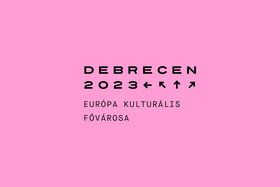 DEBRECEN
2023←↖↑↗
EURÓPA KULTURÁLIS
FŐVÁROSA